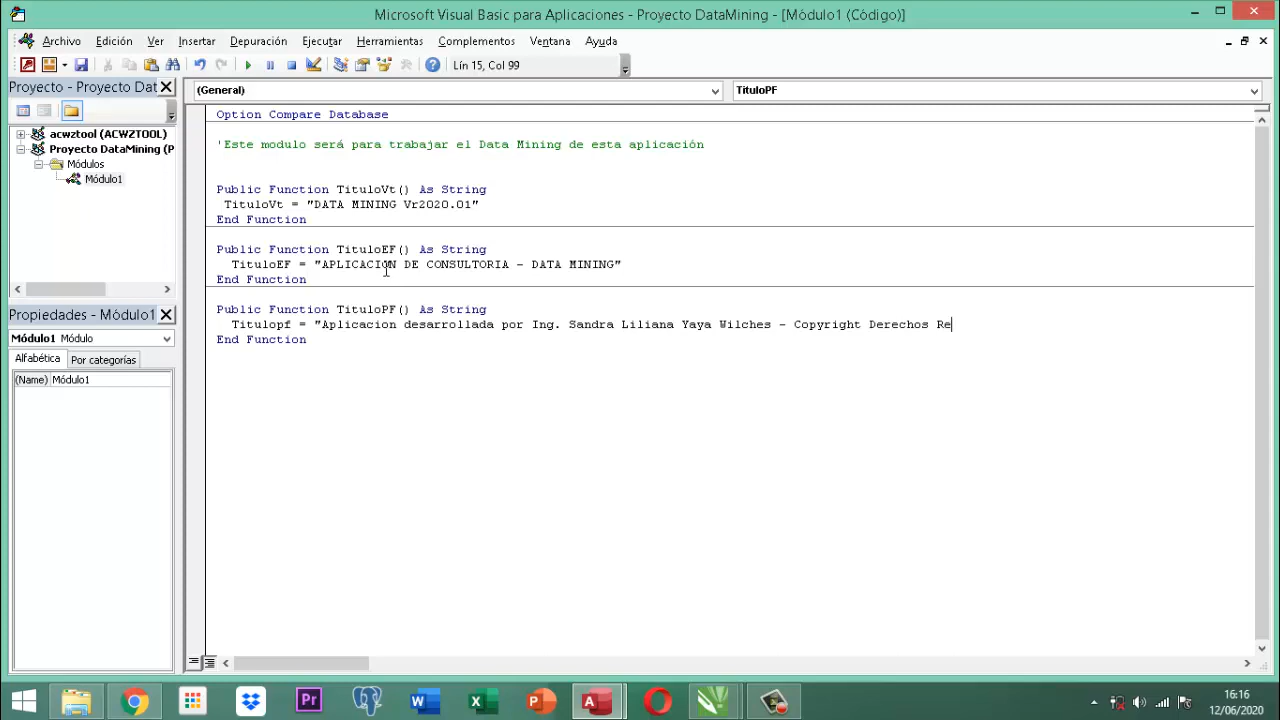 Microsoft Visual Basic para Aplicaciones - Proyecto DataMining - [Módulo1 (Código)]
Archivo Edición Ver Insertar Formato Depuración Ejecutar Herramientas Complementos Ventana Ayuda
Lín 15, Col 99
Proyecto - Proyecto Dat
(General) TituloPF
acwztool (ACWZTOOL)
Proyecto DataMining (P
Módulos
Módulo1
Option Compare Database
'Este modulo será para trabajar el Data Mining de esta aplicación
Public Function TituloVt() As String
TituloVt = "DATA MINING Vr2020.01"
End Function
Public Function TituloEF() As String
TituloEF = "APLICACION DE CONSULTORIA - DATA MINING"
End Function
Public Function TituloPF() As String
Titulopf = "Aplicacion desarrollada por Ing. Sandra Liliana Yaya Wilches - Copyright Derechos Re
End Function
Propiedades - Módulo1
Módulo1 Módulo
Alfabética Por categorías
(Name) Módulo1
Pr W X P A
16:16
12/06/2020